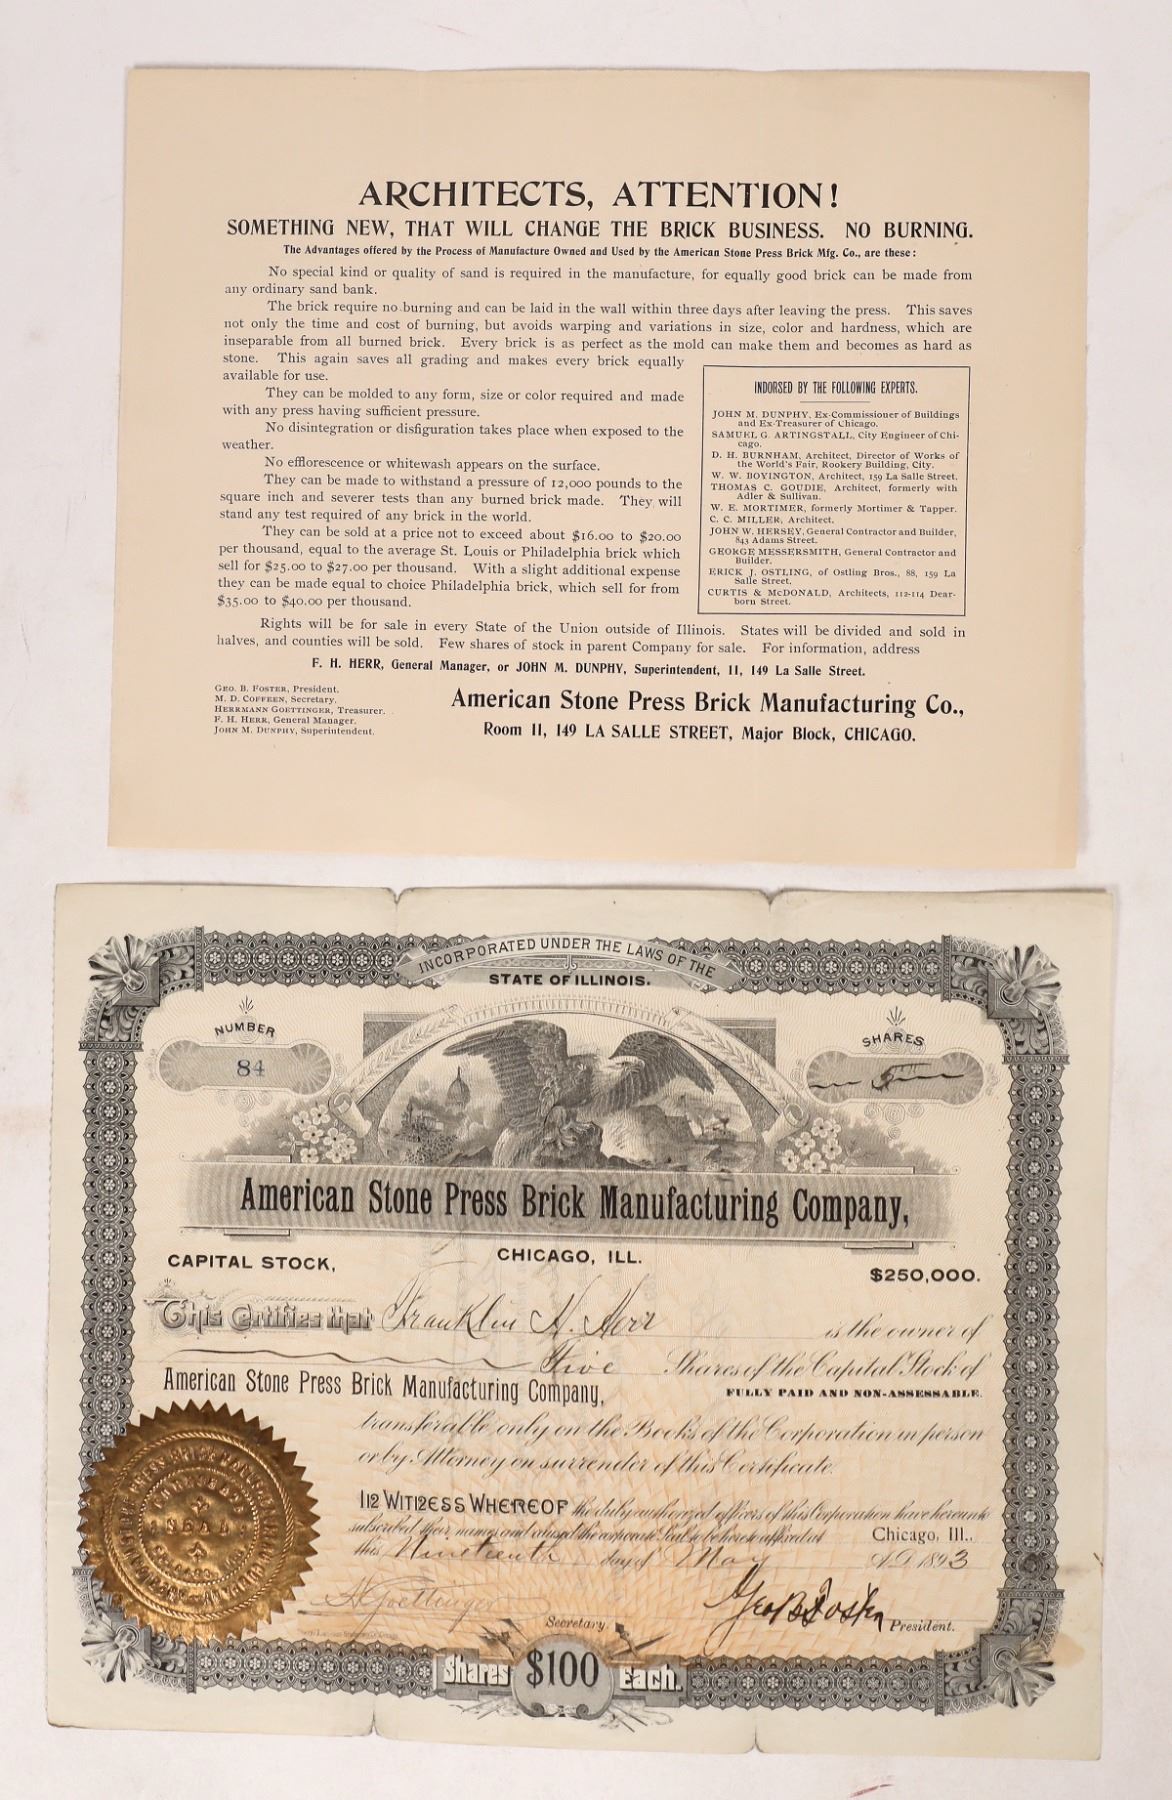 ARCHITECTS, ATTENTION!
SOMETHING NEW, THAT WILL CHANGE THE BRICK BUSINESS. NO BURNING.
The Advantages offered by the Process of Manufacture Owned and Used by the American Stone Press Brick Mfg. Co., are these:
No special kind or quality of sand is required in the manufacture, for equally good brick can be made from
any ordinary sand bank.
The brick require no burning and can be laid in the wall within three days after leaving the press. This saves
not only the time and cost of burning, but avoids warping and variations in size, color and hardness, which are
inseparable from all burned brick. Every brick is as perfect as the mold can make them and becomes as hard as
stone. This again saves all grading and makes every brick equally
available for use.
They can be molded to any form, size or color required and made
with any press having sufficient pressure.
No disintegration or disfiguration takes place when exposed to the
weather.
No efflorescence or whitewash appears on the surface.
They can be made to withstand a pressure of 12,000 pounds to the
square inch and severer tests than any burned brick made. They will
stand any test required of any brick in the world.
They can be sold at a price not to exceed about $16.00 to $20.00
per thousand, equal to the average St. Louis or Philadelphia brick which
sell for $25.00 to $27.00 per thousand. With a slight additional expense
they can be made equal to choice Philadelphia brick, which sell for from
$35.00 to $40.00 per thousand.
INDORSED BY THE FOLLOWING EXPERTS.
JOHN M. DUNPHY, Ex-Commissioner of Buildings
and Ex-Treasurer of Chicago.
SAMUEL G. ARTINGSTALL, City Engineer of Chi-
cago.
D. H. BURNHAM, Architect, Director of Works of
the World's Fair, Rookery Building, City.
W. W. BOYINGTON, Architect, 159 La Salle Street.
THOMAS C. GOUDIE, Architect, formerly with
Adler & Sullivan.
W. E. MORTIMER, formerly Mortimer & Tapper.
C. C. MILLER, Architect.
JOHN W. HERSEY, General Contractor and Builder,
843 Adams Street.
GEORGE MESSERSMITH, General Contractor and
Builder.
ERICK J. OSTLING, of Ostling Bros., 88, 159 La
Salle Street.
CURTIS & McDONALD, Architects, 112-114 Dear-
born Street.
Rights will be for sale in every State of the Union outside of Illinois. States will be divided and sold in
halves, and counties will be sold. Few shares of stock in parent Company for sale. For information, address
F. H. HERR, General Manager, or JOHN M. DUNPHY, Superintendent, 11, 149 La Salle Street.
GEO. B. FOSTER, President.
M. D. COFFEEN, Secretary.
HERRMANN GOETTINGER, Treasurer.
F. H. HERR, General Manager.
JOHN M. DUNPHY, Superintendent.
American Stone Press Brick Manufacturing Co.,
Room 11, 149 LA SALLE STREET, Major Block, CHICAGO.
INCORPORATED UNDER THE LAWS OF THE
STATE OF ILLINOIS.
NUMBER
84
SHARES
5
American Stone Press Brick Manufacturing Company,
CHICAGO, ILL.
CAPITAL STOCK,
$250,000.
This Certifies that Franklin H. Herr is the owner of
Five Shares of the Capital Stock of
American Stone Press Brick Manufacturing Company,
FULLY PAID AND NON-ASSESSABLE.
transferable only on the Books of the Corporation in person
or by Attorney on surrender of this Certificate.
In Witness Whereof the duly authorized officers of this Corporation have hereunto
subscribed their names and caused the corporate Seal to be hereto affixed at Chicago, Ill.,
this Nineteenth day of May A.D. 1893
H Goettinger
Secretary.
Geo B Foster
President.
CORPORATE
SEAL
Shares $100 Each.